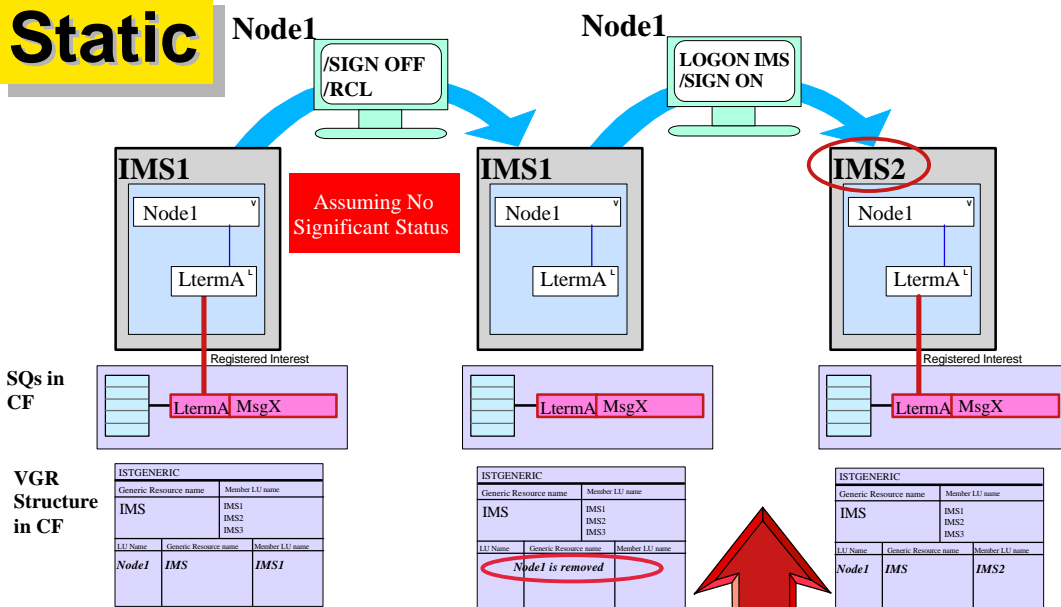 Static
Node1
/SIGN OFF
/RCL
Node1
LOGON IMS
/SIGN ON
IMS1
Node1
V
LtermA
L
Assuming No
Significant Status
IMS1
Node1
V
LtermA
L
IMS2
Node1
V
LtermA
L
SQs in
CF
Registered Interest
LtermA MsgX
LtermA MsgX
Registered Interest
LtermA MsgX
VGR
Structure
in CF
ISTGENERIC
Generic Resource name Member LU name
IMS
IMS1
IMS2
IMS3
LU Name Generic Resource name Member LU name
Node1 IMS IMS1
ISTGENERIC
Generic Resource name Member LU name
IMS
IMS1
IMS2
IMS3
LU Name Generic Resource name Member LU name
Node1 is removed
ISTGENERIC
Generic Resource name Member LU name
IMS
IMS1
IMS2
IMS3
LU Name Generic Resource name Member LU name
Node1 IMS IMS2